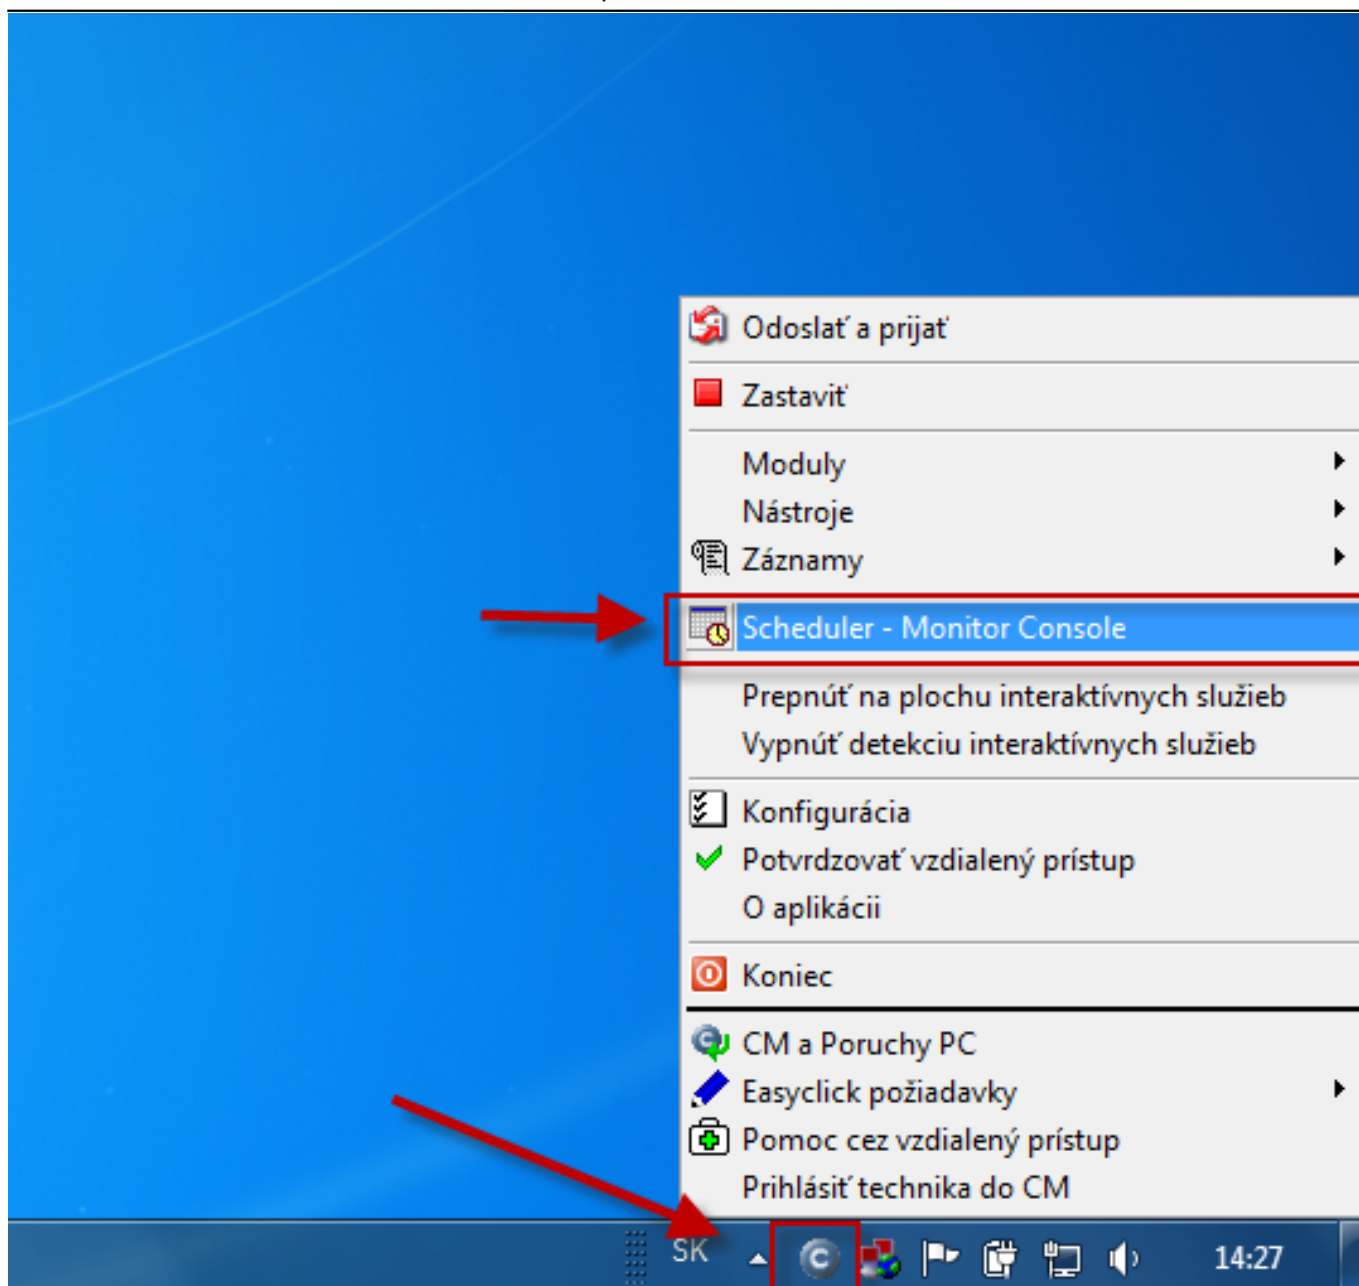 Odoslať a prijať
Zastaviť
Moduly
Nástroje
Záznamy
Scheduler - Monitor Console
Prepnúť na plochu interaktívnych služieb
Vypnúť detekciu interaktívnych služieb
Konfigurácia
Potvrdzovať vzdialený prístup
O aplikácii
Koniec
CM a Poruchy PC
Easyclick požiadavky
Pomoc cez vzdialený prístup
Prihlásiť technika do CM
SK
C
14:27